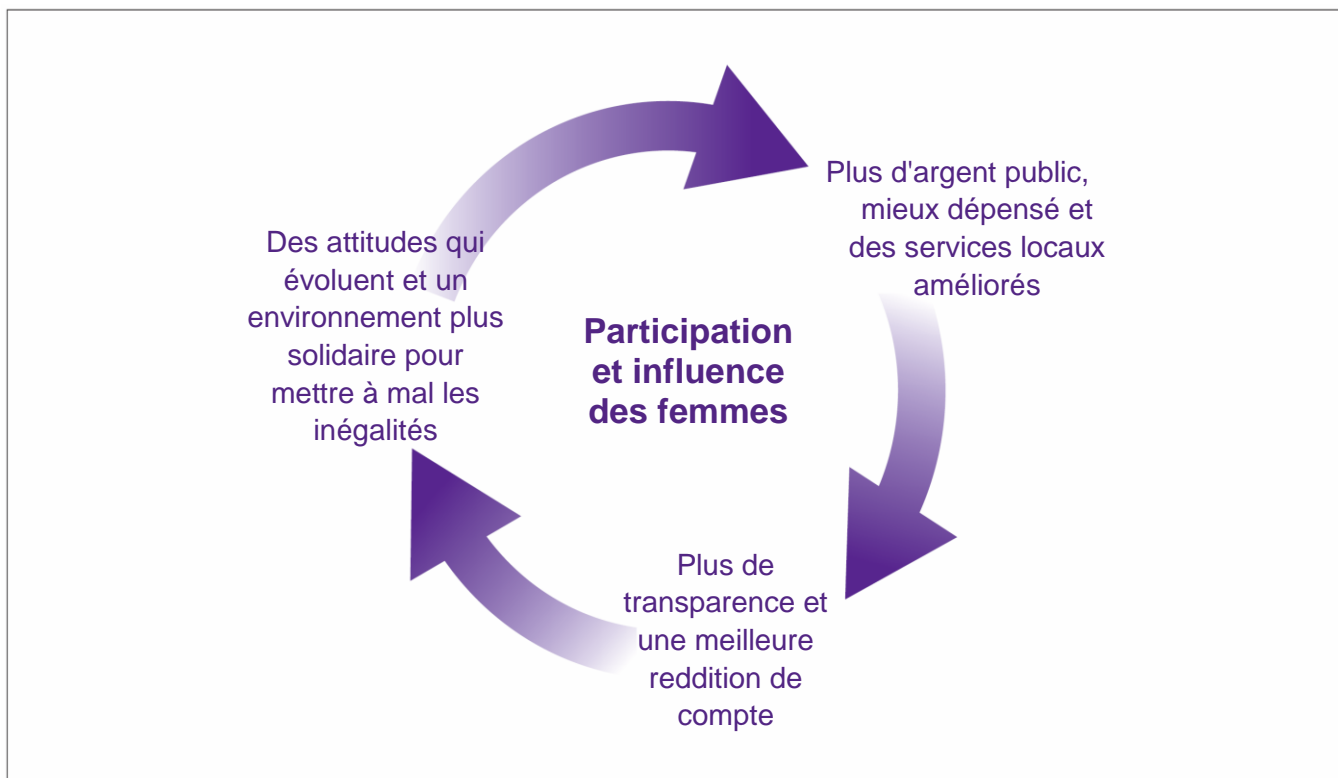 Plus d'argent public,
mieux dépensé et
des services locaux
améliorés
Des attitudes qui
évoluent et un
environnement plus
solidaire pour
mettre à mal les
inégalités
Participation
et influence
des femmes
Plus de
transparence et
une meilleure
reddition de
compte